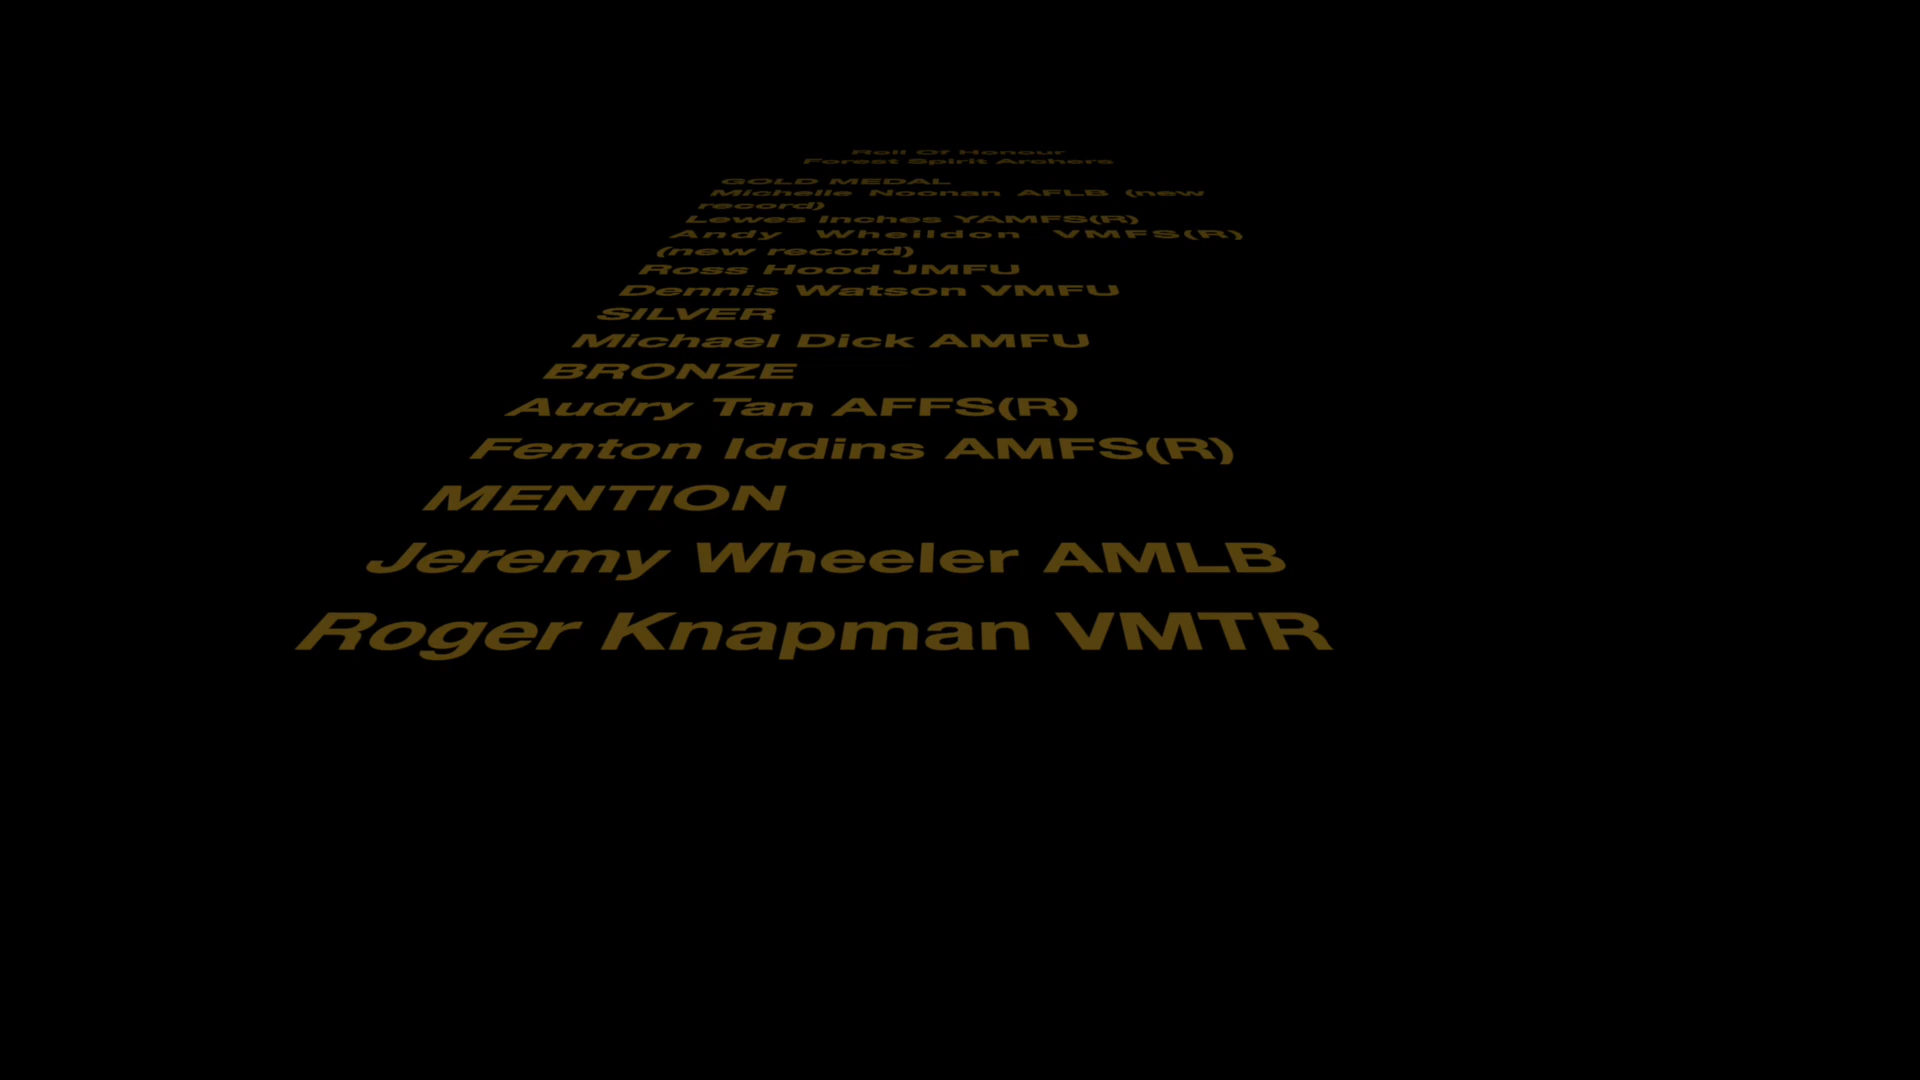 Roll Of Honour
Forest Spirit Archers
GOLD MEDAL
Michelle Noonan AFLB (new
record)
Lewes Inches YAMFS(R)
Andy Wheildon VMFS(R)
(new record)
Ross Hood JMFU
Dennis Watson VMFU
SILVER
Michael Dick AMFU
BRONZE
Audry Tan AFFS(R)
Fenton Iddins AMFS(R)
MENTION
Jeremy Wheeler AMLB
Roger Knapman VMTR